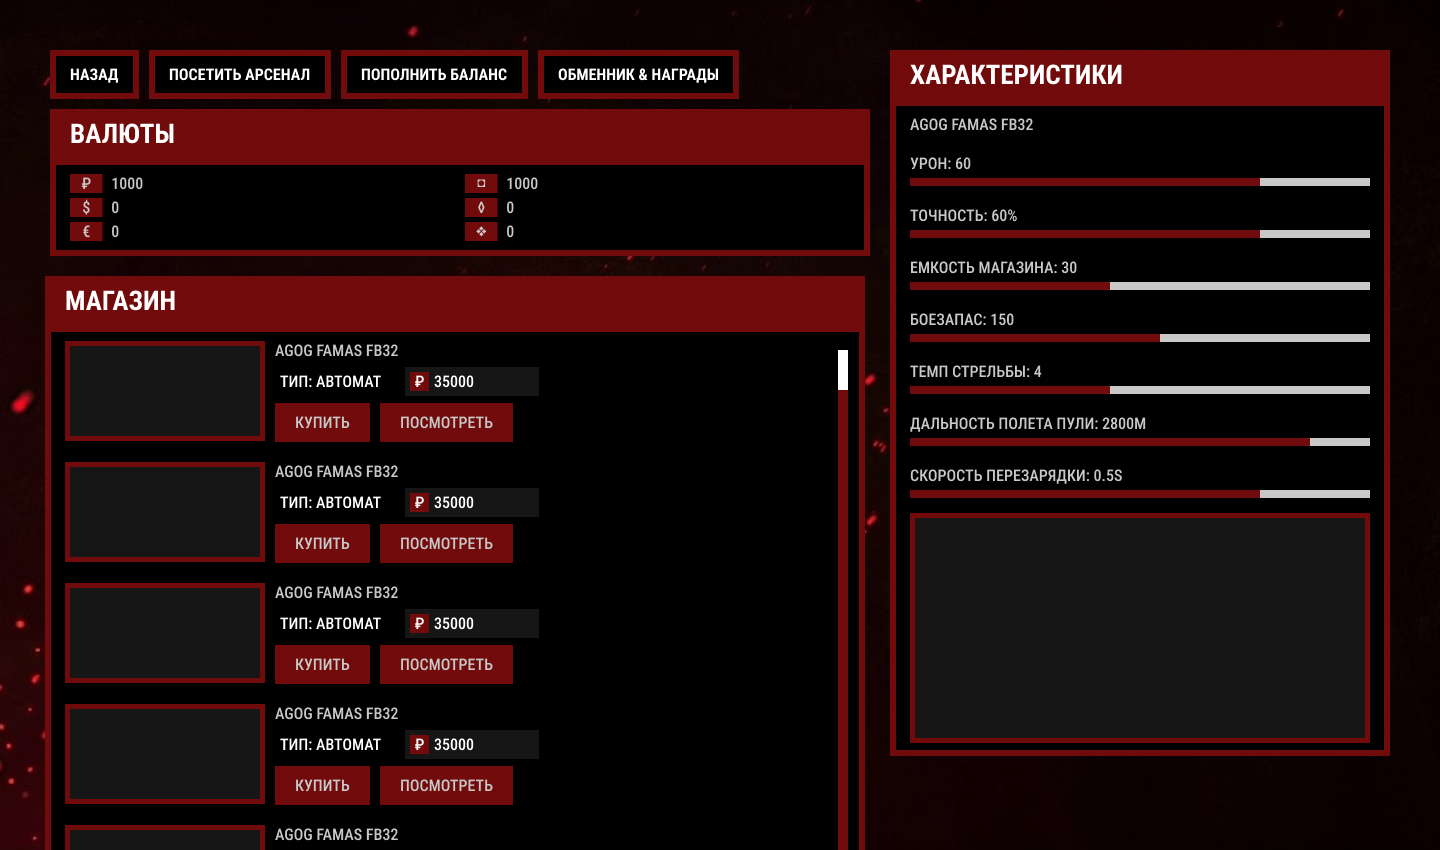 НАЗАД
ПОСЕТИТЬ АРСЕНАЛ
ПОПОЛНИТЬ БАЛАНС
ОБМЕННИК & НАГРАДЫ
ВАЛЮТЫ
₽ 1000
¤ 1000
$ 0
◊ 0
€ 0
❖ 0
МАГАЗИН
AGOG FAMAS FB32
ТИП: АВТОМАТ ₽ 35000
КУПИТЬ ПОСМОТРЕТЬ
AGOG FAMAS FB32
ТИП: АВТОМАТ ₽ 35000
КУПИТЬ ПОСМОТРЕТЬ
AGOG FAMAS FB32
ТИП: АВТОМАТ ₽ 35000
КУПИТЬ ПОСМОТРЕТЬ
AGOG FAMAS FB32
ТИП: АВТОМАТ ₽ 35000
КУПИТЬ ПОСМОТРЕТЬ
AGOG FAMAS FB32
ХАРАКТЕРИСТИКИ
AGOG FAMAS FB32
УРОН: 60
ТОЧНОСТЬ: 60%
ЕМКОСТЬ МАГАЗИНА: 30
БОЕЗАПАС: 150
ТЕМП СТРЕЛЬБЫ: 4
ДАЛЬНОСТЬ ПОЛЕТА ПУЛИ: 2800М
СКОРОСТЬ ПЕРЕЗАРЯДКИ: 0.5S